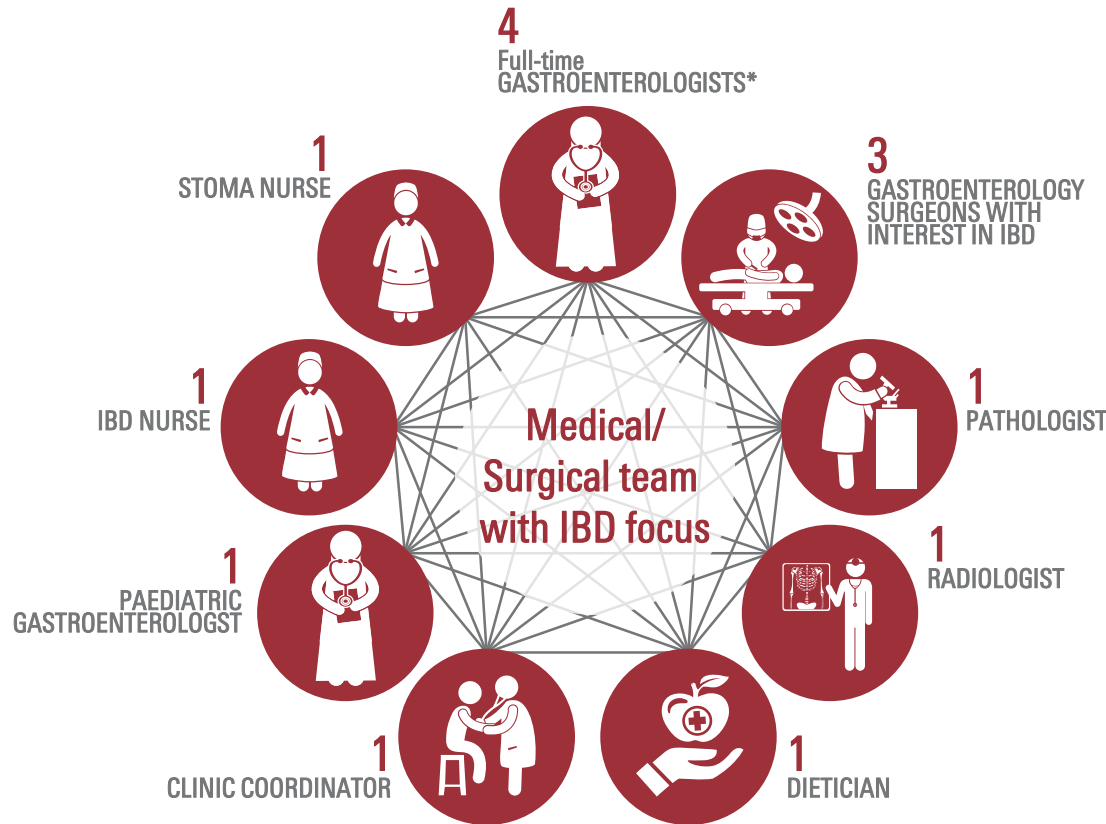 4
Full-time
GASTROENTEROLOGISTS*
3
GASTROENTEROLOGY
SURGEONS WITH
INTEREST IN IBD
1
PATHOLOGIST
1
RADIOLOGIST
1
DIETICIAN
1
CLINIC COORDINATOR
1
PAEDIATRIC
GASTROENTEROLOGST
1
IBD NURSE
1
STOMA NURSE
Medical/
Surgical team
with IBD focus